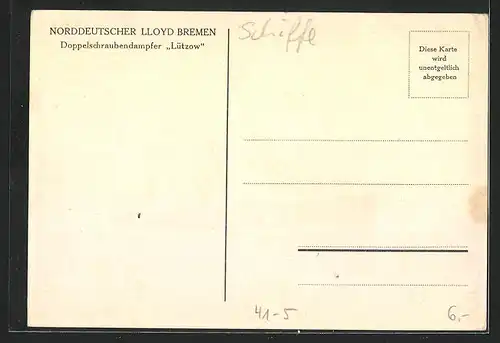 NORDDEUTSCHER LLOYD BREMEN
Doppelschraubendampfer „Lützow“
Schiffe
Diese Karte
wird
unentgeltlich
abgegeben
41-5
6,-